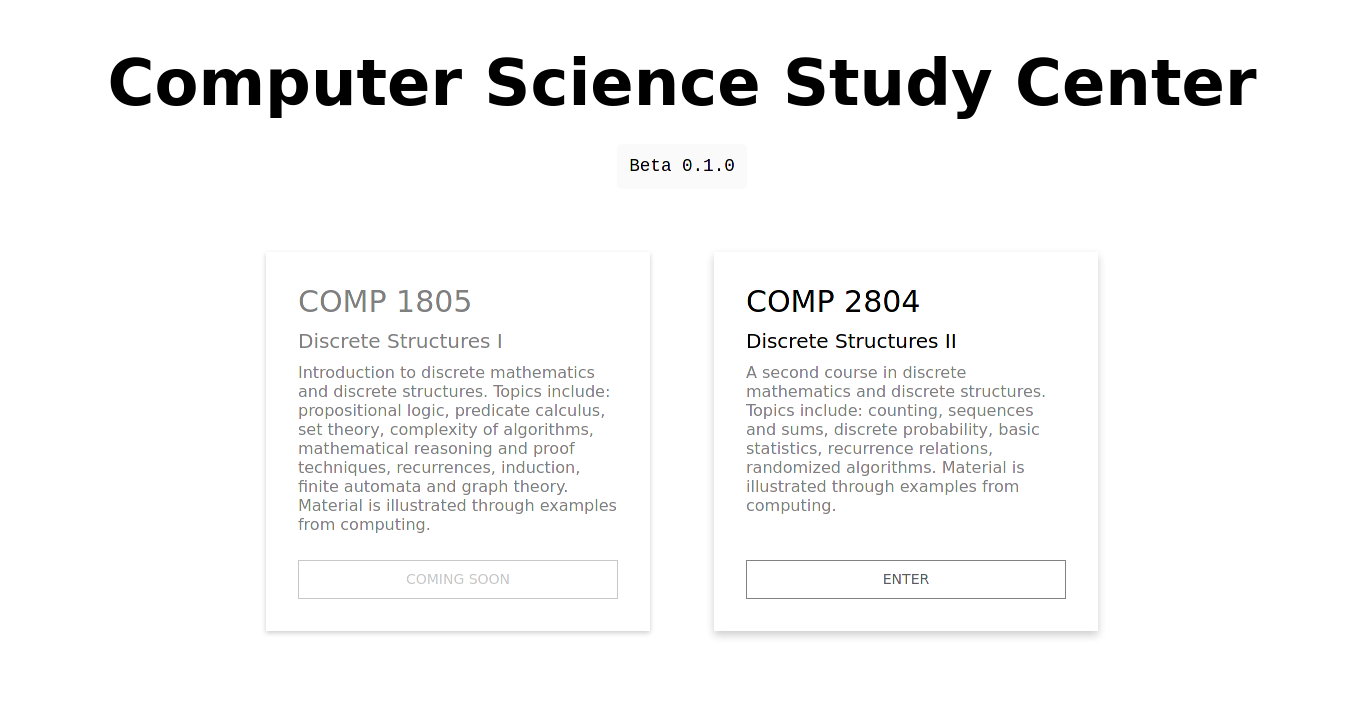 Computer Science Study Center
Beta 0.1.0
COMP 1805
Discrete Structures I
Introduction to discrete mathematics
and discrete structures. Topics include:
propositional logic, predicate calculus,
set theory, complexity of algorithms,
mathematical reasoning and proof
techniques, recurrences, induction,
finite automata and graph theory.
Material is illustrated through examples
from computing.
COMING SOON
COMP 2804
Discrete Structures II
A second course in discrete
mathematics and discrete structures.
Topics include: counting, sequences
and sums, discrete probability, basic
statistics, recurrence relations,
randomized algorithms. Material is
illustrated through examples from
computing.
ENTER